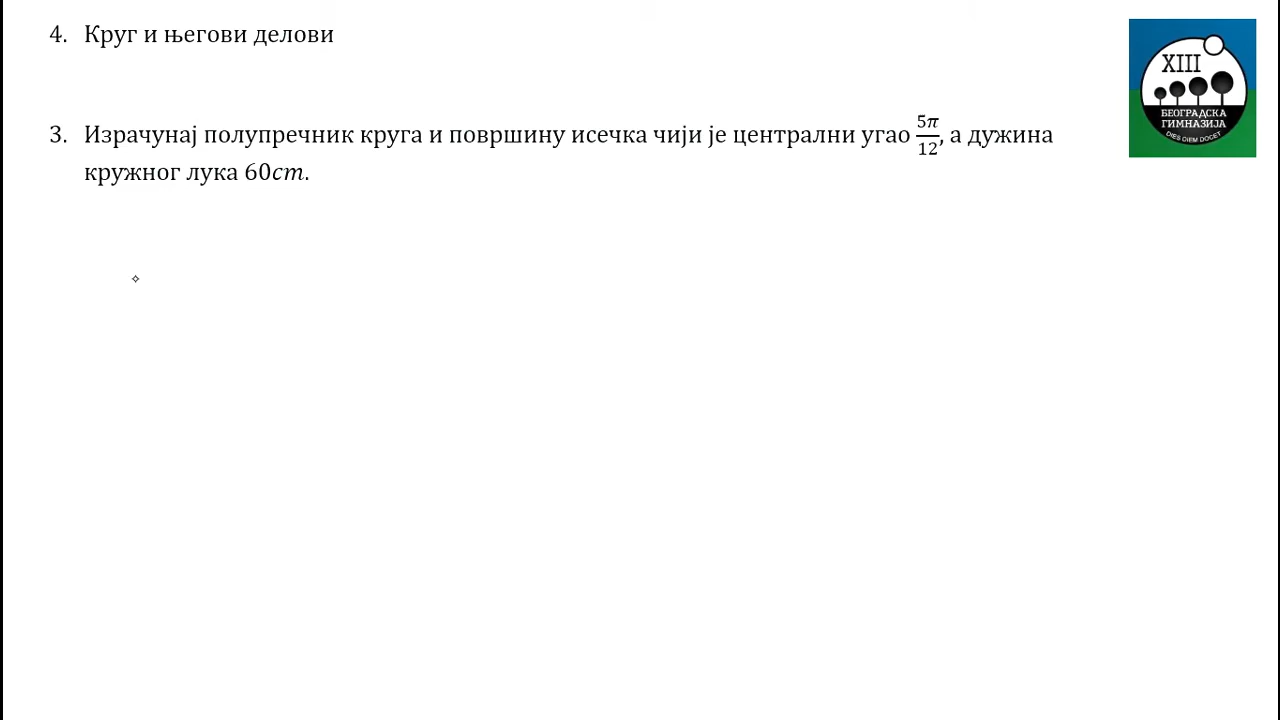 4. Круг и његови делови
3. Израчунај полупречник круга и површину исечка чији је централни угао 5π/12, а дужина
кружног лука 60cm.
XIII
БЕОГРАДСКА
ГИМНАЗИЈА
DIES DIEM DOCET